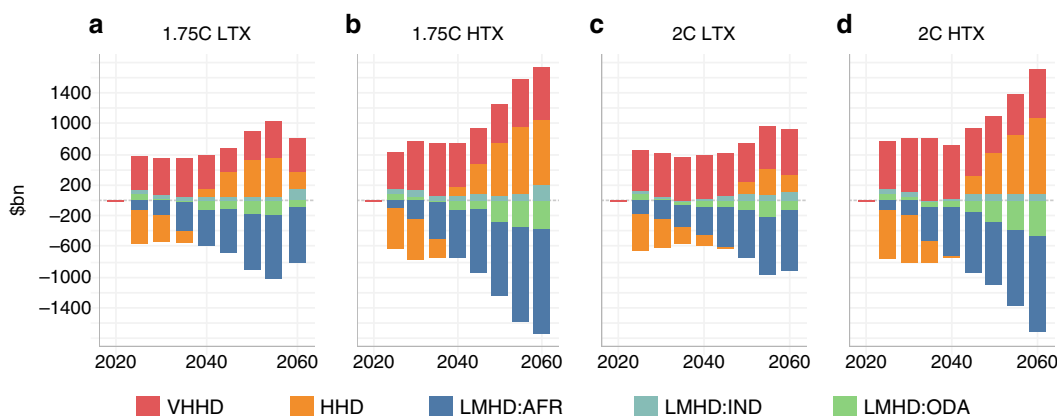 a b c d
1.75C LTX 1.75C HTX 2C LTX 2C HTX
$bn
1400
1000
600
200
−200
−600
−1000
−1400
2020 2040 2060 2020 2040 2060 2020 2040 2060 2020 2040 2060
VHHD HHD LMHD:AFR LMHD:IND LMHD:ODA